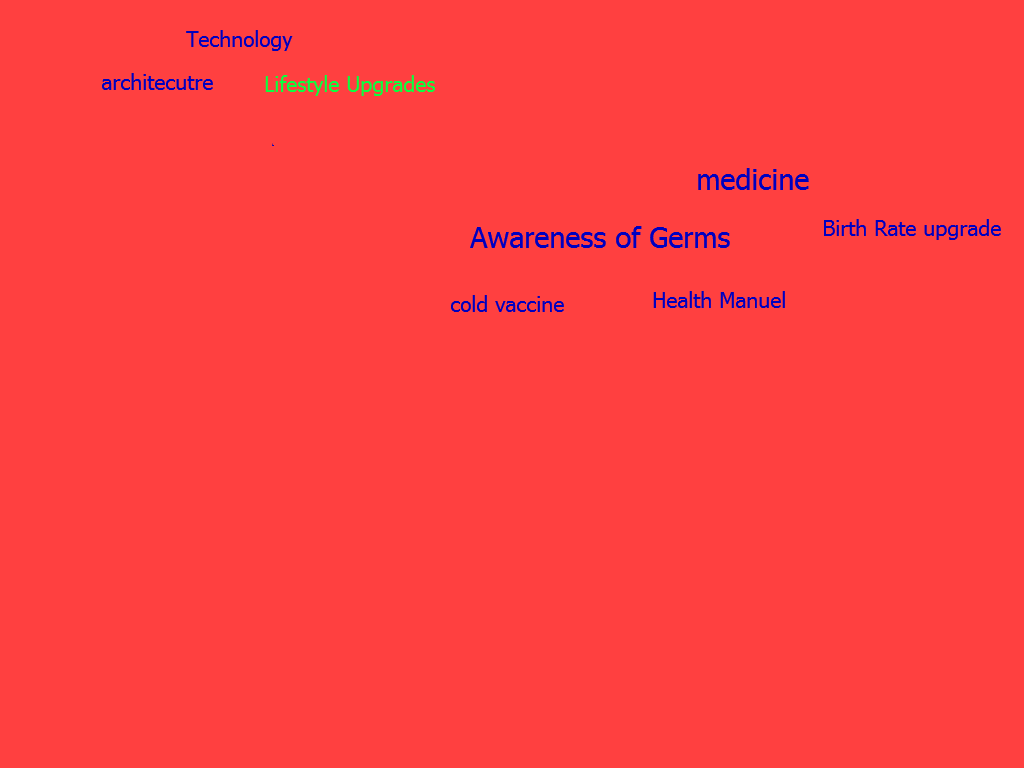 Technology
architecutre
Lifestyle Upgrades
.
medicine
Awareness of Germs
Birth Rate upgrade
cold vaccine
Health Manuel